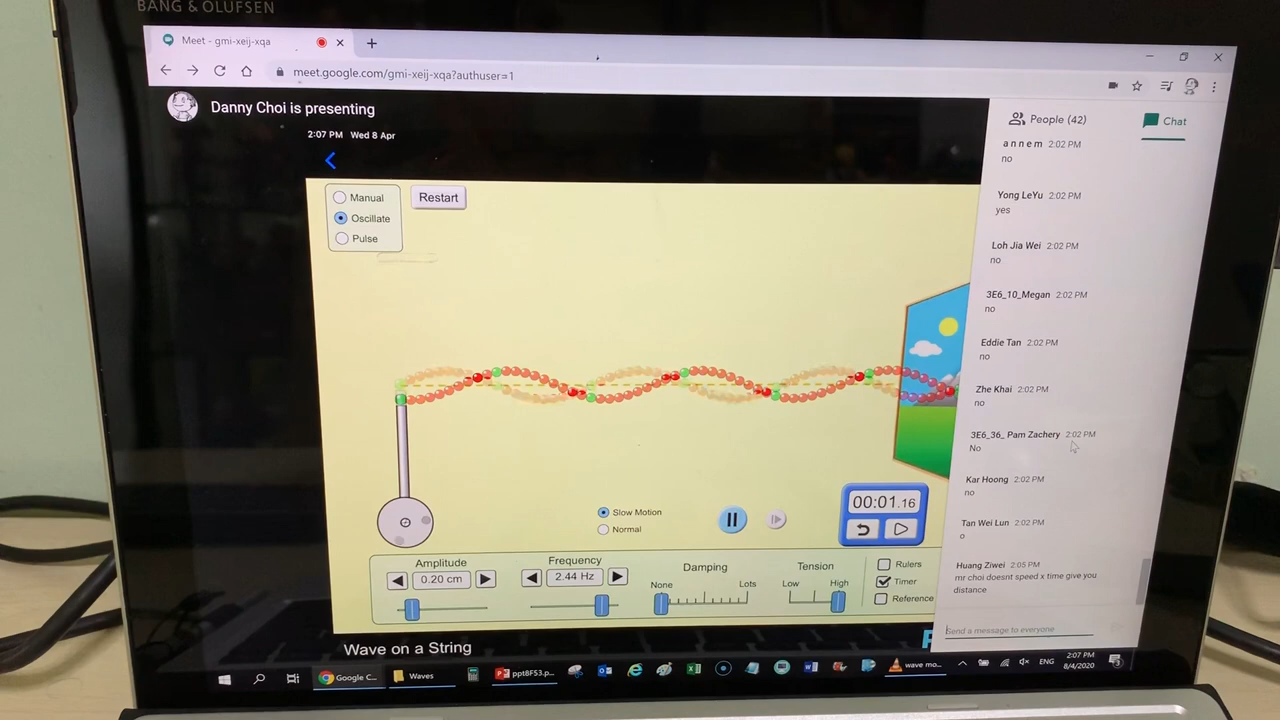 BANG & OLUFSEN
Meet - gmi-xeij-xqa
meet.google.com/gmi-xeij-xqa?authuser=1
Danny Choi is presenting
2:07 PM Wed 8 Apr
Manual
Oscillate
Pulse
Restart
Slow Motion
Normal
00:01.16
Amplitude
0.20 cm
Frequency
2.44 Hz
Damping
None
Lots
Tension
Low
High
Rulers
Timer
Reference
Wave on a String
People (42)
Chat
annem 2:02 PM
no
Yong LeYu 2:02 PM
yes
Loh Jia Wei 2:02 PM
no
3E6_10_Megan 2:02 PM
no
Eddie Tan 2:02 PM
no
Zhe Khai 2:02 PM
no
3E6_36_ Pam Zachery 2:02 PM
No
Kar Hoong 2:02 PM
no
Tan Wei Lun 2:02 PM
o
Huang Ziwei 2:05 PM
mr choi doesnt speed x time give you
distance
Send a message to everyone
Google C...
Waves
ppt8F53.p...
wave mo...
ENG
2:07 PM
8/4/2020